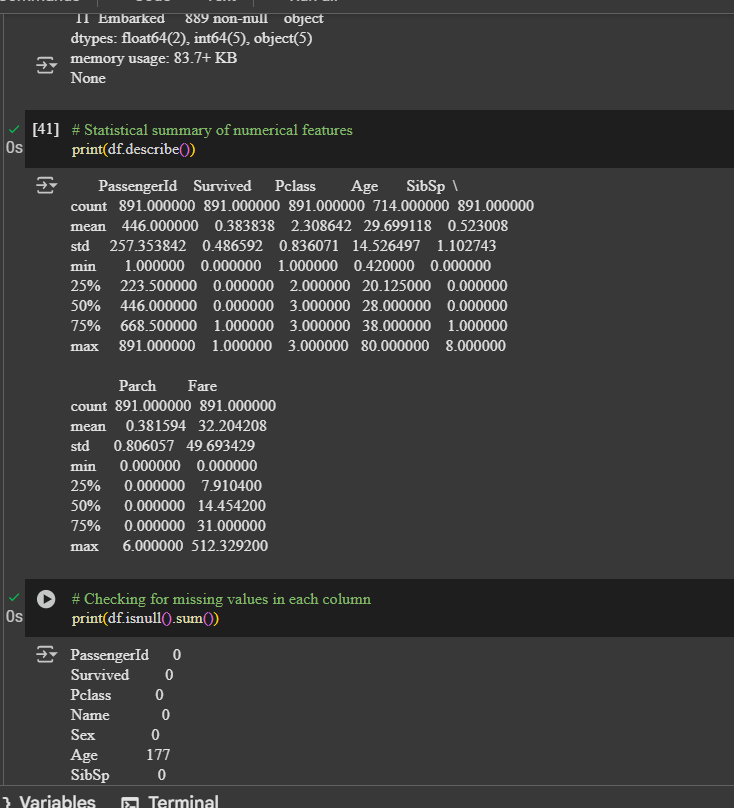 11 Embarked 889 non-null object
dtypes: float64(2), int64(5), object(5)
memory usage: 83.7+ KB
None
[41] # Statistical summary of numerical features
0s print(df.describe())
PassengerId Survived Pclass Age SibSp \
count 891.000000 891.000000 891.000000 714.000000 891.000000
mean 446.000000 0.383838 2.308642 29.699118 0.523008
std 257.353842 0.486592 0.836071 14.526497 1.102743
min 1.000000 0.000000 1.000000 0.420000 0.000000
25% 223.500000 0.000000 2.000000 20.125000 0.000000
50% 446.000000 0.000000 3.000000 28.000000 0.000000
75% 668.500000 1.000000 3.000000 38.000000 1.000000
max 891.000000 1.000000 3.000000 80.000000 8.000000
Parch Fare
count 891.000000 891.000000
mean 0.381594 32.204208
std 0.806057 49.693429
min 0.000000 0.000000
25% 0.000000 7.910400
50% 0.000000 14.454200
75% 0.000000 31.000000
max 6.000000 512.329200
# Checking for missing values in each column
0s print(df.isnull().sum())
PassengerId 0
Survived 0
Pclass 0
Name 0
Sex 0
Age 177
SibSp 0
Variables Terminal